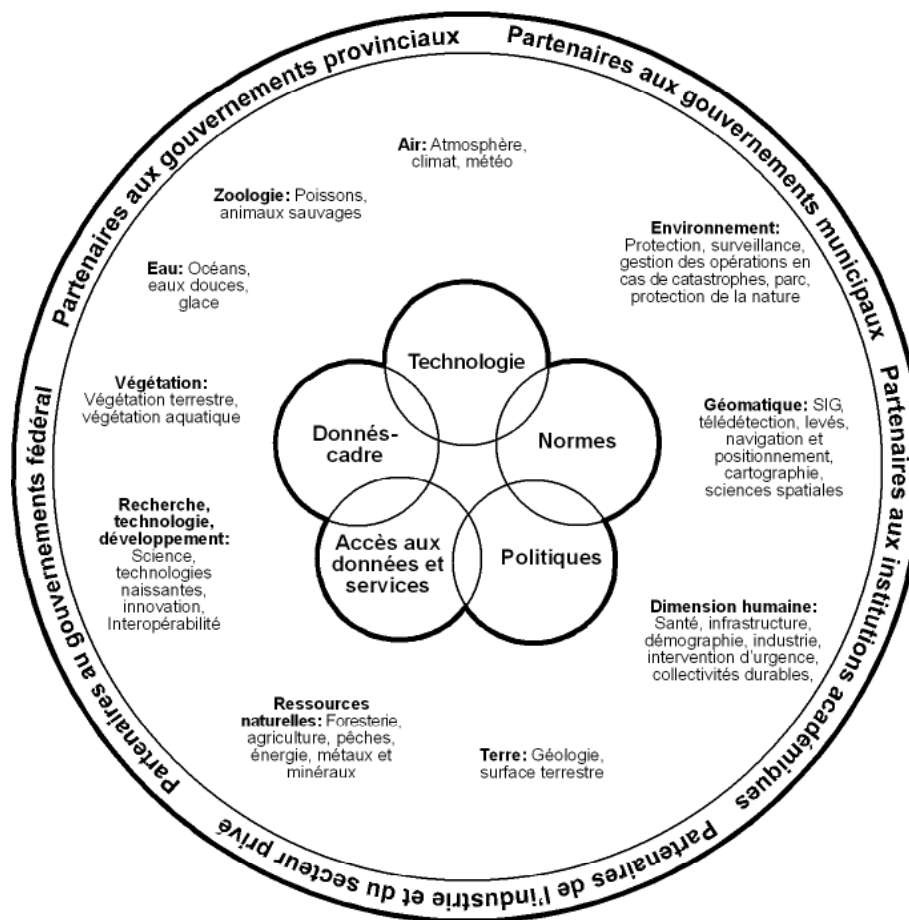 Partenaires aux gouvernements provinciaux
Partenaires aux gouvernements municipaux
Partenaires aux institutions académiques
Partenaires de l'industrie et du secteur privé
Partenaires au gouvernement fédéral
Air: Atmosphère,
climat, météo
Zoologie: Poissons,
animaux sauvages
Environnement:
Protection, surveillance,
gestion des opérations en
cas de catastrophes, parc,
protection de la nature
Eau: Océans,
eaux douces,
glace
Végétation:
Végétation terrestre,
végétation aquatique
Géomatique: SIG,
télédétection, levés,
navigation et
positionnement,
cartographie,
sciences spatiales
Technologie
Donnés-
cadre
Normes
Accès aux
données et
services
Politiques
Recherche,
technologie,
développement:
Science,
technologies
naissantes,
innovation,
Interopérabilité
Dimension humaine:
Santé, infrastructure,
démographie, industrie,
intervention d'urgence,
collectivités durables,
Ressources
naturelles: Foresterie,
agriculture, pêches,
énergie, métaux et
minéraux
Terre: Géologie,
surface terrestre